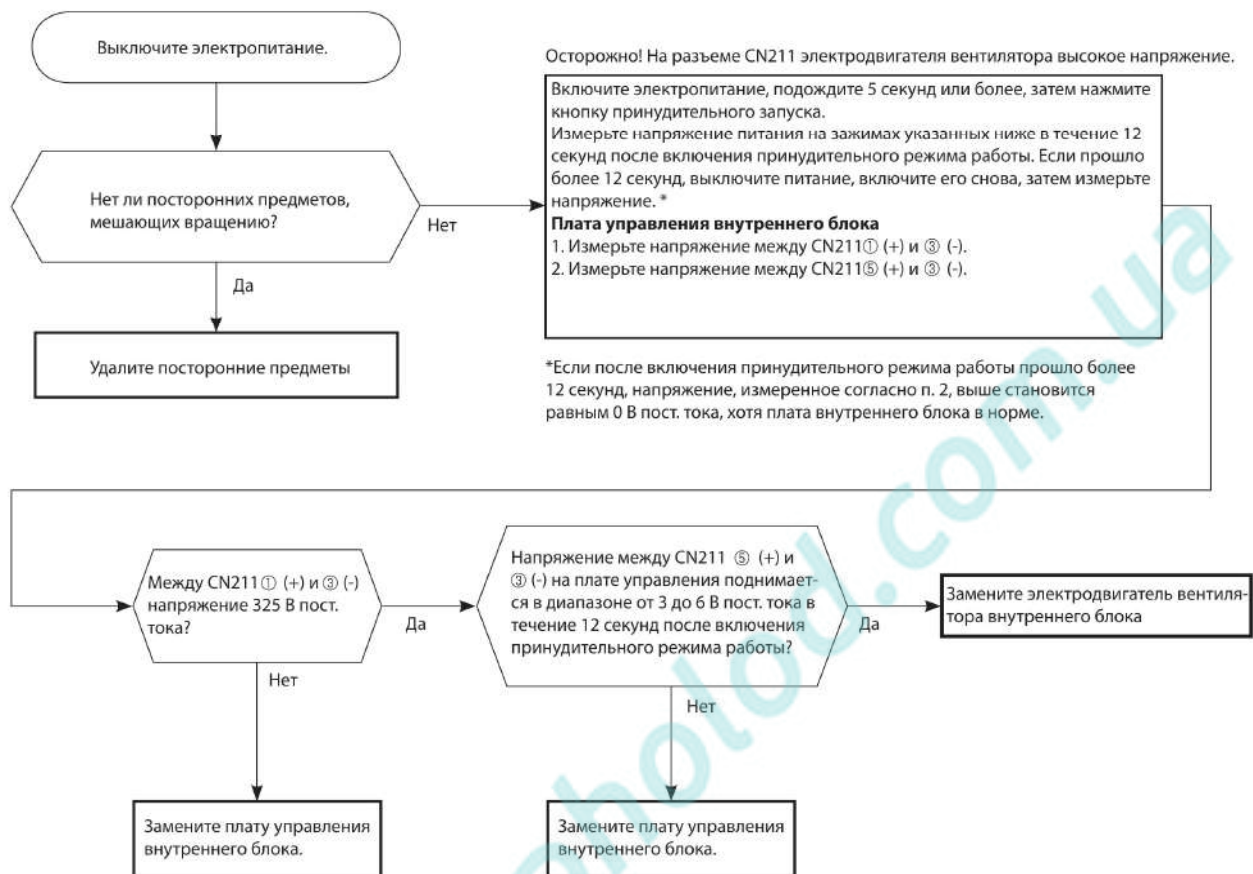 Выключите электропитание.
Нет ли посторонних предметов,
мешающих вращению?
Нет
Да
Удалите посторонние предметы
Осторожно! На разъеме CN211 электродвигателя вентилятора высокое напряжение.
Включите электропитание, подождите 5 секунд или более, затем нажмите
кнопку принудительного запуска.
Измерьте напряжение питания на зажимах указанных ниже в течение 12
секунд после включения принудительного режима работы. Если прошло
более 12 секунд, выключите питание, включите его снова, затем измерьте
напряжение. *
Плата управления внутреннего блока
1. Измерьте напряжение между CN211① (+) и ③ (-).
2. Измерьте напряжение между CN211⑤ (+) и ③ (-).
*Если после включения принудительного режима работы прошло более
12 секунд, напряжение, измеренное согласно п. 2, выше становится
равным 0 В пост. тока, хотя плата внутреннего блока в норме.
Между CN211① (+) и ③ (-)
напряжение 325 В пост.
тока?
Да
Нет
Замените плату управления
внутреннего блока.
Напряжение между CN211 ⑤ (+) и
③ (-) на плате управления поднимает-
ся в диапазоне от 3 до 6 В пост. тока в
течение 12 секунд после включения
принудительного режима работы?
Да
Нет
Замените плату управления
внутреннего блока.
Замените электродвигатель вентиля-
тора внутреннего блока
holod.com.ua